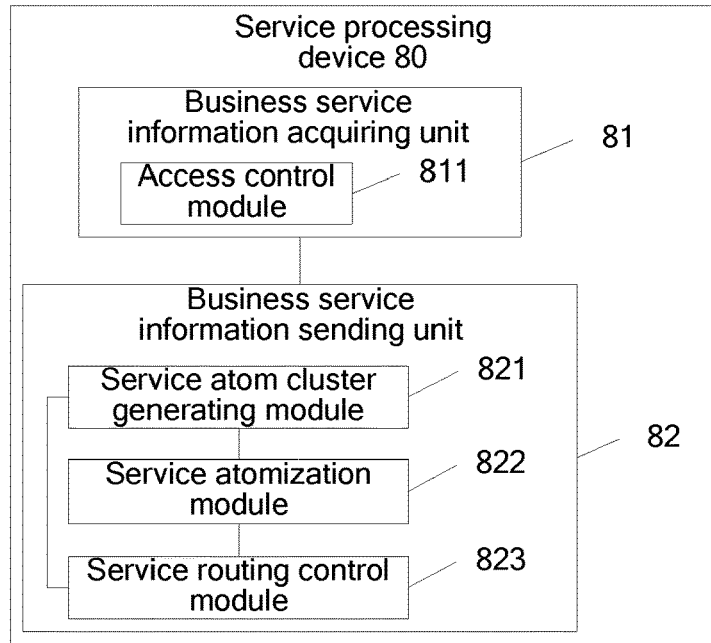 Service processing
device 80
Business service
information acquiring unit
81
Access control
module
811
Business service
information sending unit
Service atom cluster
generating module
821
82
Service atomization
module
822
Service routing control
module
823